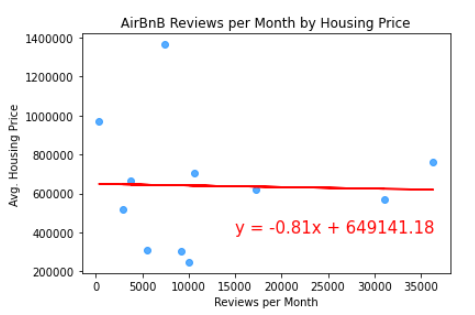 AirBnB Reviews per Month by Housing Price
1400000
1200000
1000000
800000
600000
400000
200000
Avg. Housing Price
y = -0.81x + 649141.18
0 5000 10000 15000 20000 25000 30000 35000
Reviews per Month